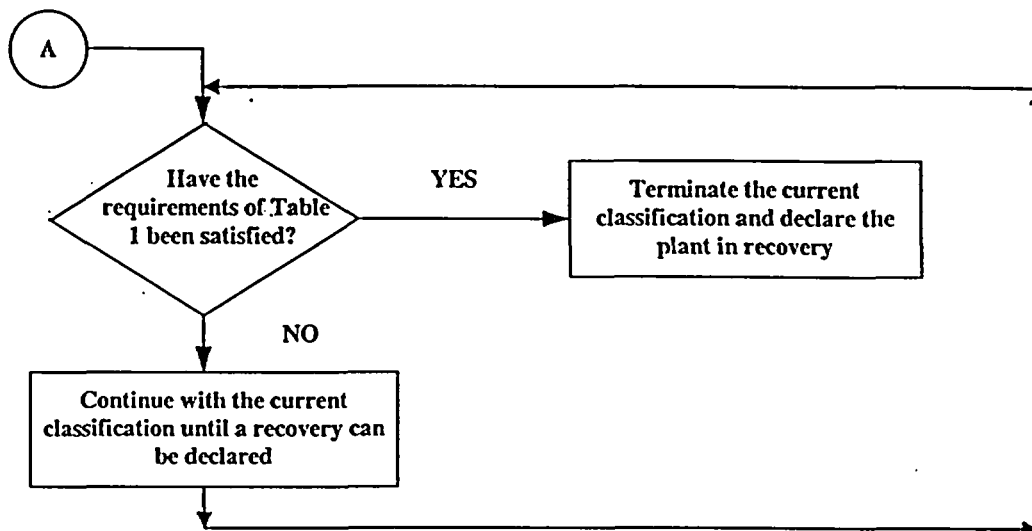 A
Have the
requirements of Table
1 been satisfied?
YES
Terminate the current
classification and declare the
plant in recovery
NO
Continue with the current
classification until a recovery can
be declared